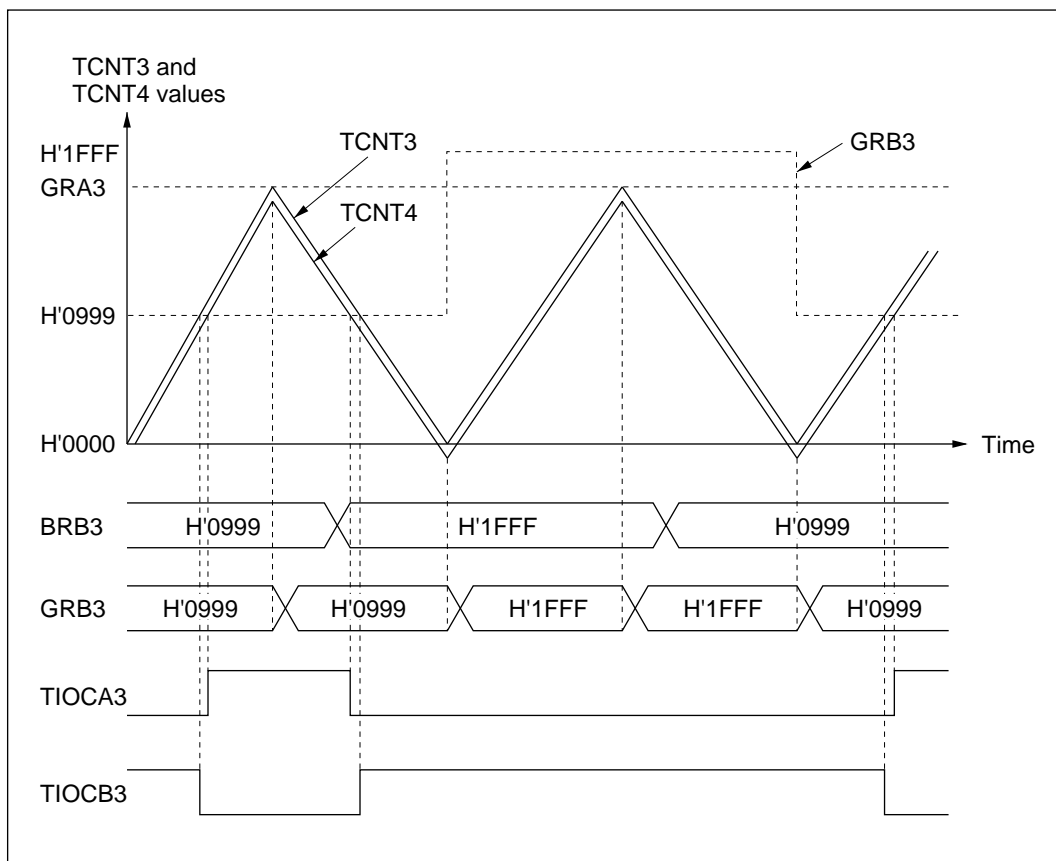 TCNT3 and
TCNT4 values
H'1FFF
TCNT3
GRB3
GRA3
TCNT4
H'0999
H'0000
Time
BRB3
H'0999
H'1FFF
H'0999
GRB3
H'0999
H'0999
H'1FFF
H'1FFF
H'0999
TIOCA3
TIOCB3